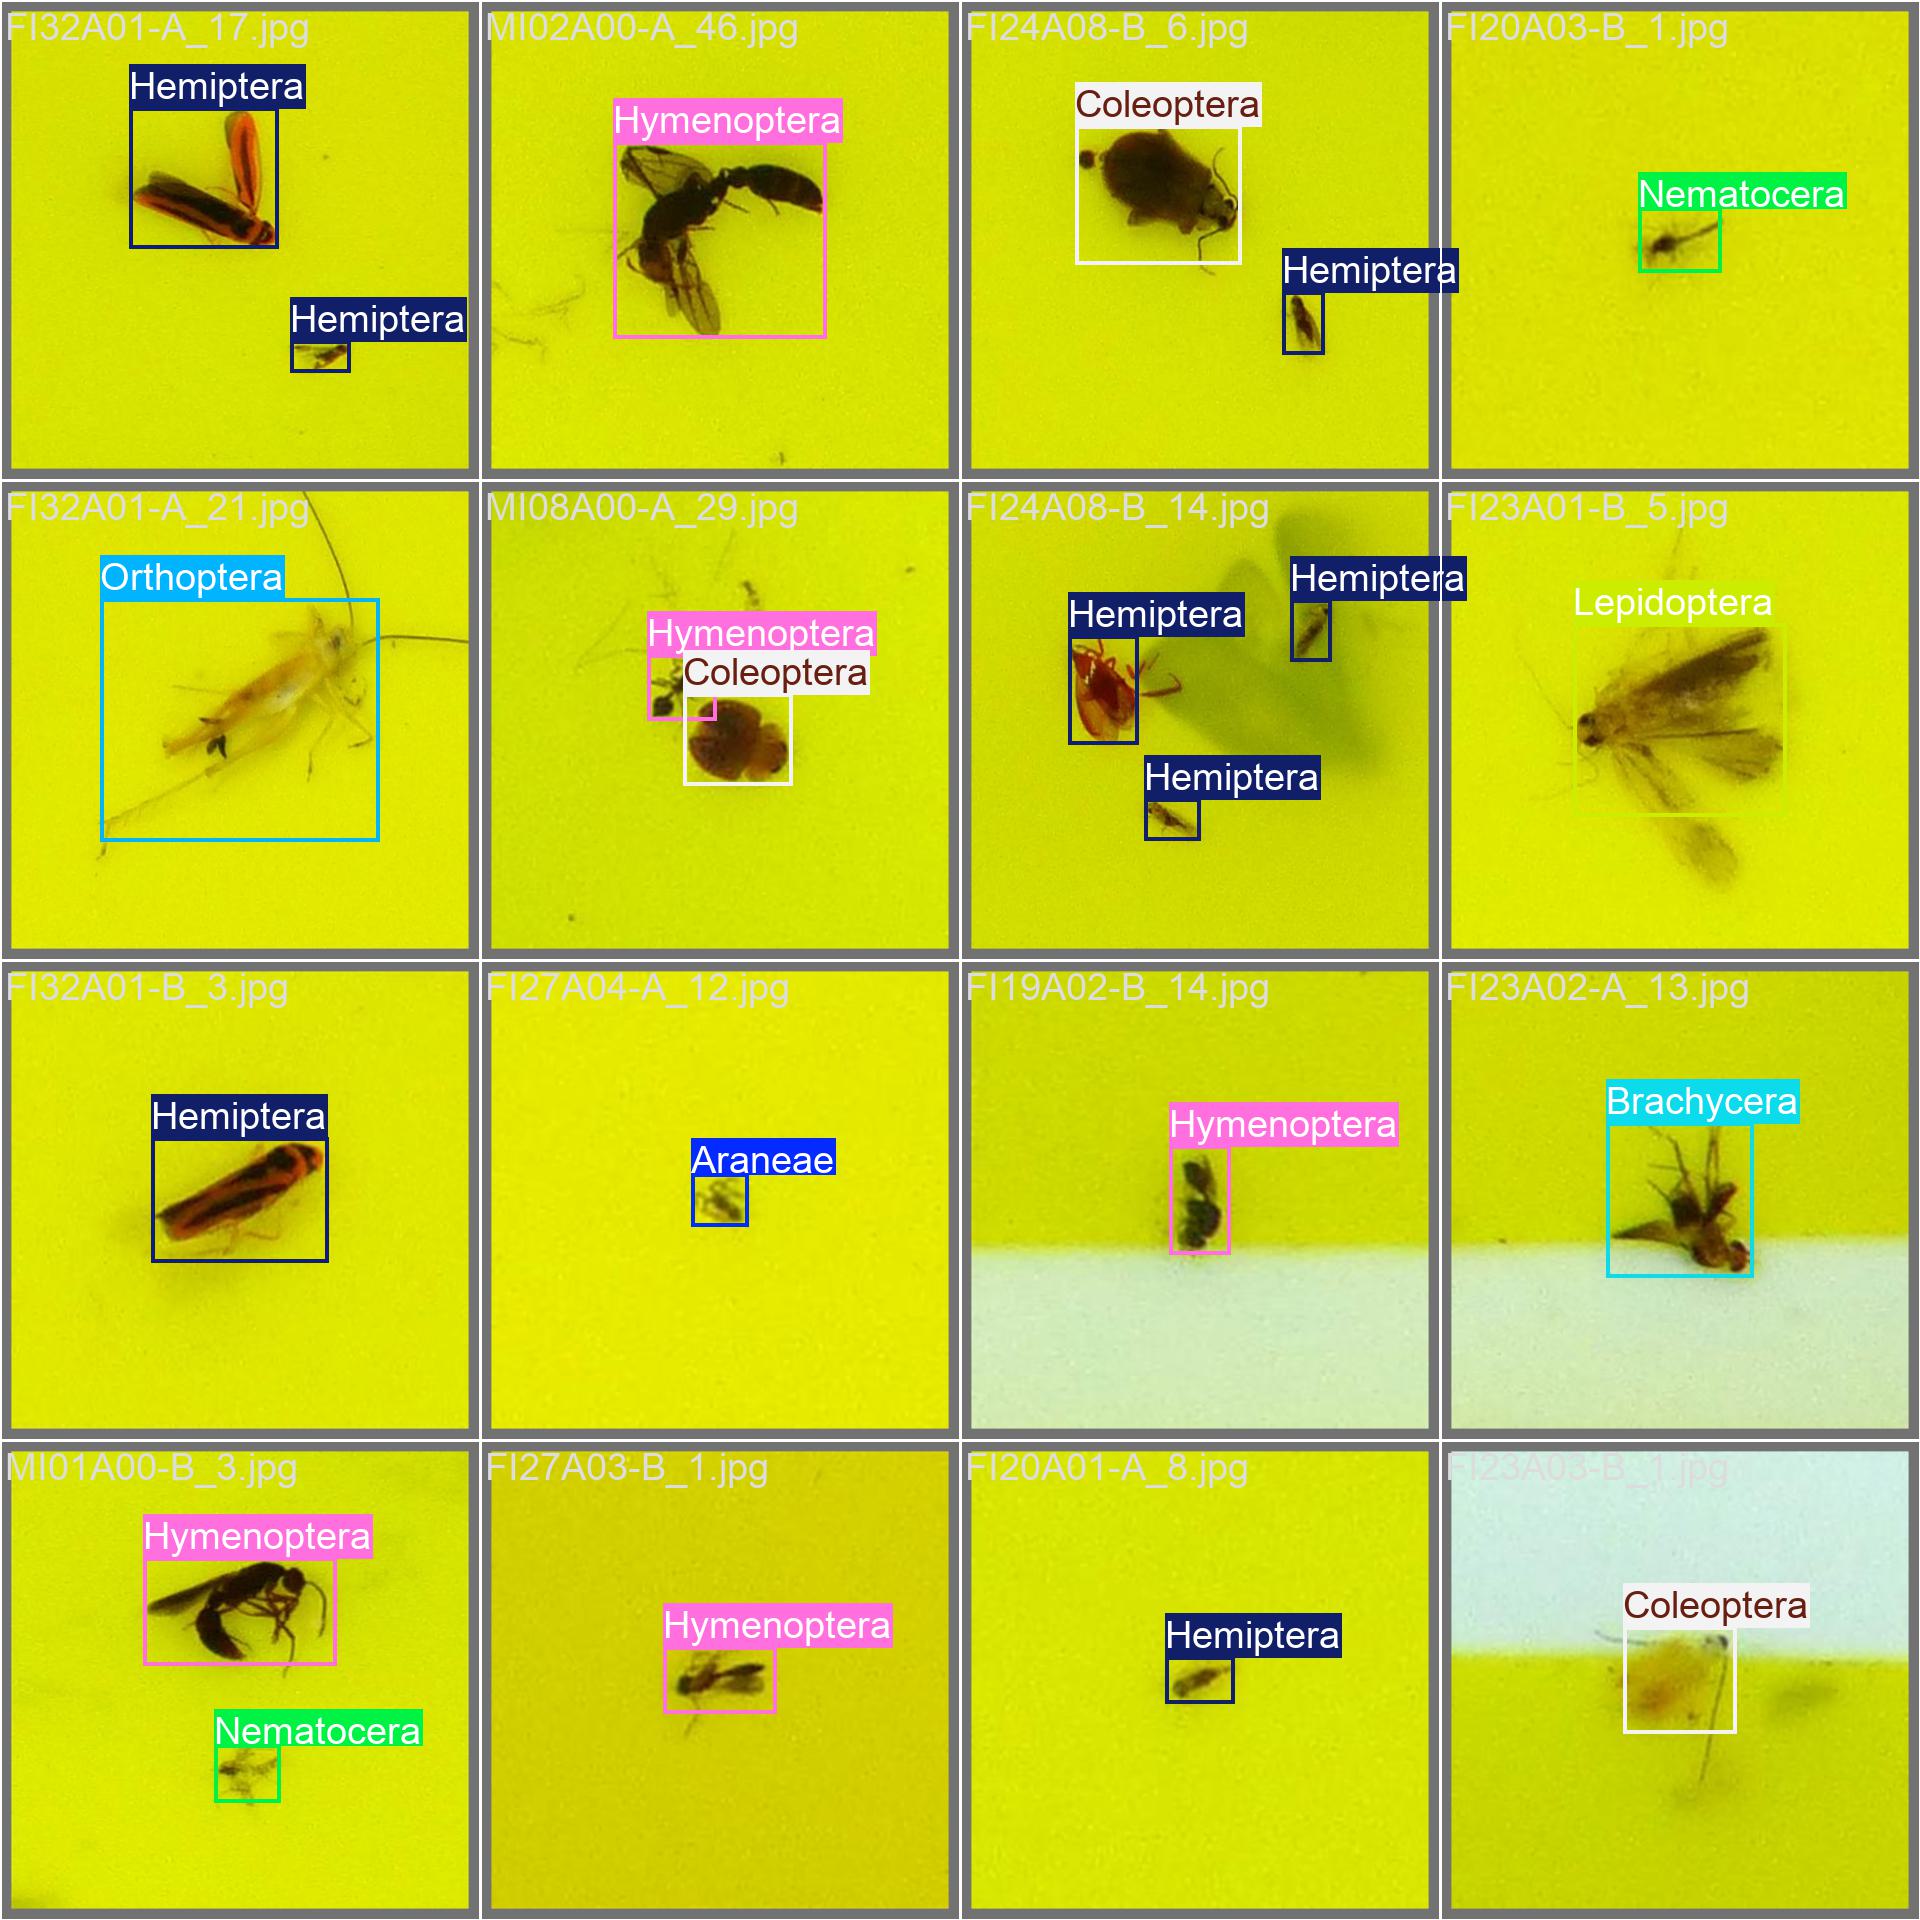 FI32A01-A_17.jpg
Hemiptera
Hemiptera
MI02A00-A_46.jpg
Hymenoptera
FI24A08-B_6.jpg
Coleoptera
Hemiptera
FI20A03-B_1.jpg
Nematocera
FI32A01-A_21.jpg
Orthoptera
MI08A00-A_29.jpg
Hymenoptera
Coleoptera
FI24A08-B_14.jpg
Hemiptera
Hemiptera
Hemiptera
FI23A01-B_5.jpg
Lepidoptera
FI32A01-B_3.jpg
Hemiptera
FI27A04-A_12.jpg
Araneae
FI19A02-B_14.jpg
Hymenoptera
FI23A02-A_13.jpg
Brachycera
MI01A00-B_3.jpg
Hymenoptera
Nematocera
FI27A03-B_1.jpg
Hymenoptera
FI20A01-A_8.jpg
Hemiptera
FI23A03-B_1.jpg
Coleoptera